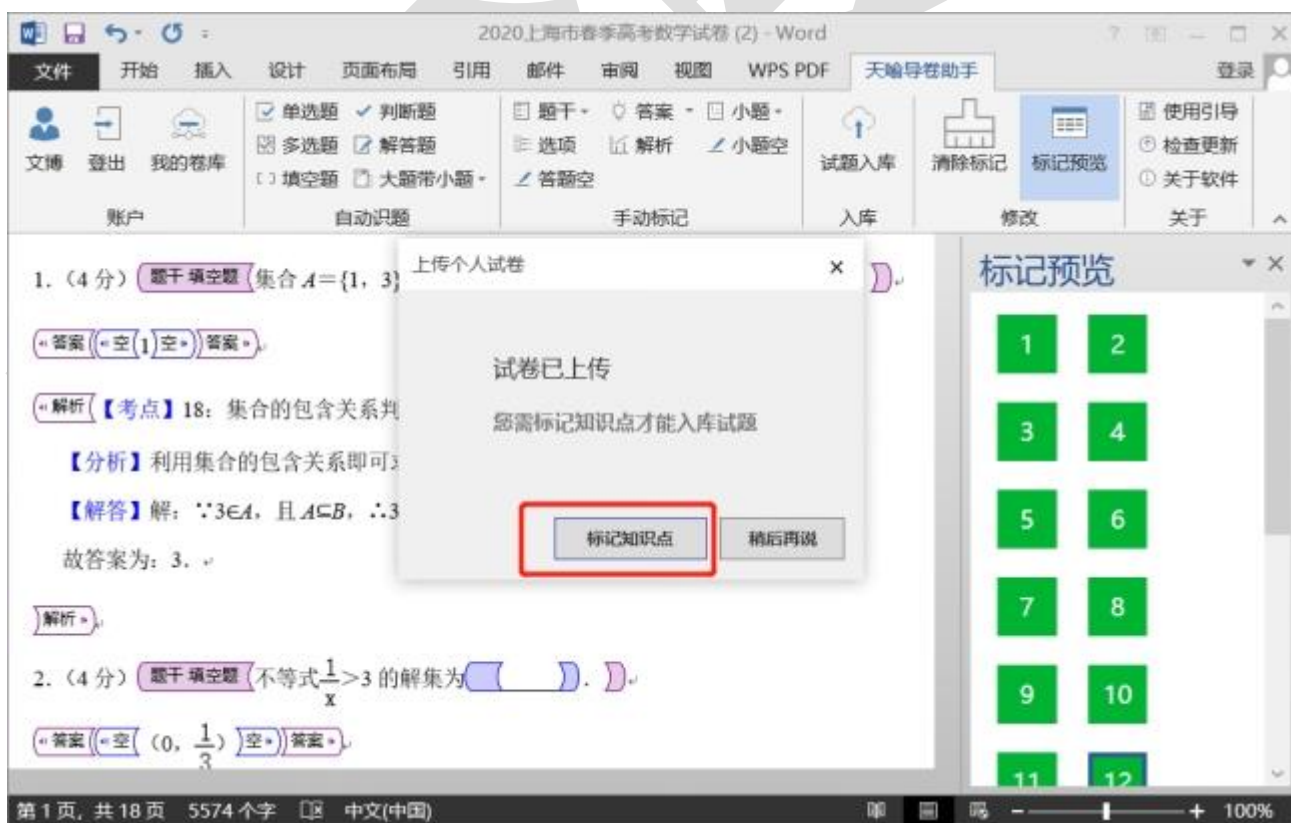 2020上海市春季高考数学试卷 (2) - Word
文件 开始 插入 设计 页面布局 引用 邮件 审阅 视图 WPS PDF 天喻导卷助手 登录
单选题 判断题 题干 答案 小题 使用引导
多选题 解答题 选项 解析 小题空 检查更新
文博 登出 我的卷库 试题入库 清除标记 标记预览
填空题 大题带小题 答题空 关于软件
账户 自动识题 手动标记 入库 修改 关于
上传个人试卷
标记预览
1.（4 分） 题干 填空题 集合 A＝{1，3}
答案 空 (1) 空 答案
试卷已上传
您需标记知识点才能入库试题
解析 【考点】18：集合的包含关系判
【分析】利用集合的包含关系即可
【解答】解：∵3∈A，且 A⊆B，∴3
标记知识点 稍后再说
故答案为：3．
解析
2.（4 分） 题干 填空题 不等式1/x>3 的解集为 ( ) .
答案 空 （0，1/3） 空 答案
1 2
3 4
5 6
7 8
9 10
11 12
第 1 页, 共 18 页 5574 个字 中文(中国) 100%